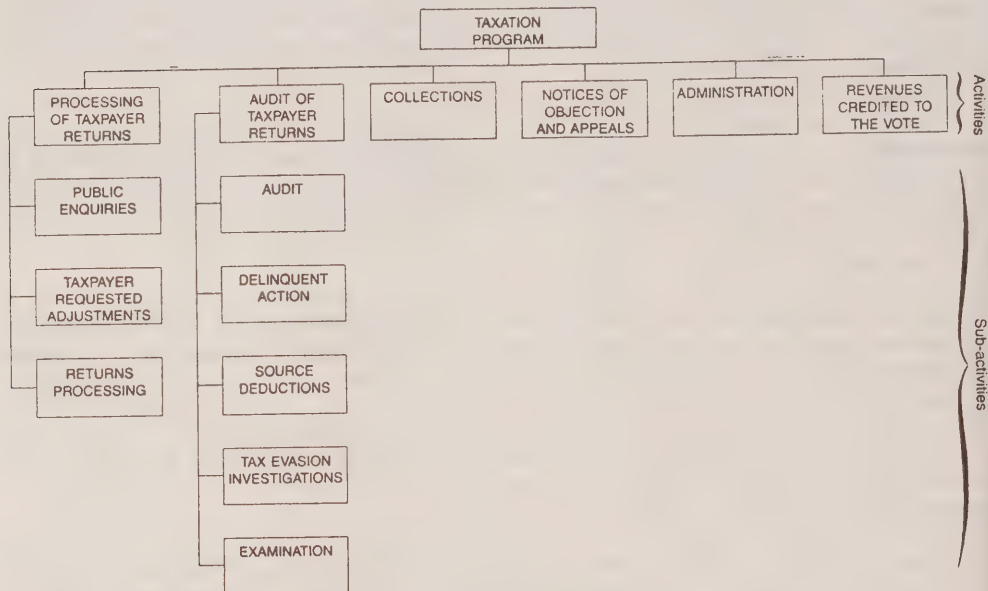 TAXATION
PROGRAM
PROCESSING
OF TAXPAYER
RETURNS
AUDIT OF
TAXPAYER
RETURNS
COLLECTIONS
NOTICES OF
OBJECTION
AND APPEALS
ADMINISTRATION
REVENUES
CREDITED TO
THE VOTE
Activities
PUBLIC
ENQUIRIES
TAXPAYER
REQUESTED
ADJUSTMENTS
RETURNS
PROCESSING
AUDIT
DELINQUENT
ACTION
SOURCE
DEDUCTIONS
TAX EVASION
INVESTIGATIONS
EXAMINATION
Sub-activities